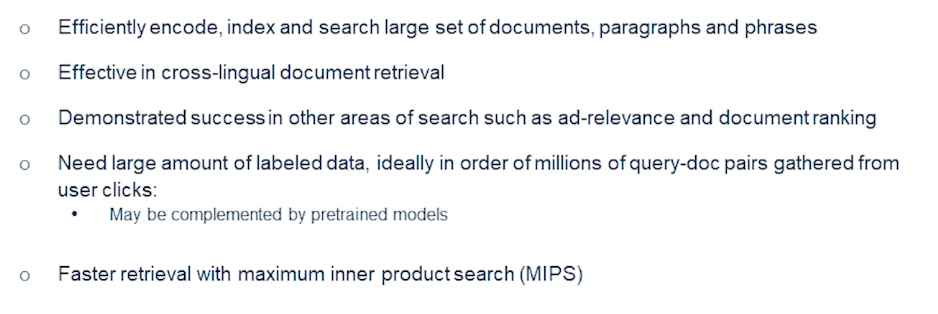 o Efficiently encode, index and search large set of documents, paragraphs and phrases
o Effective in cross-lingual document retrieval
o Demonstrated success in other areas of search such as ad-relevance and document ranking
o Need large amount of labeled data, ideally in order of millions of query-doc pairs gathered from
user clicks:
• May be complemented by pretrained models
o Faster retrieval with maximum inner product search (MIPS)